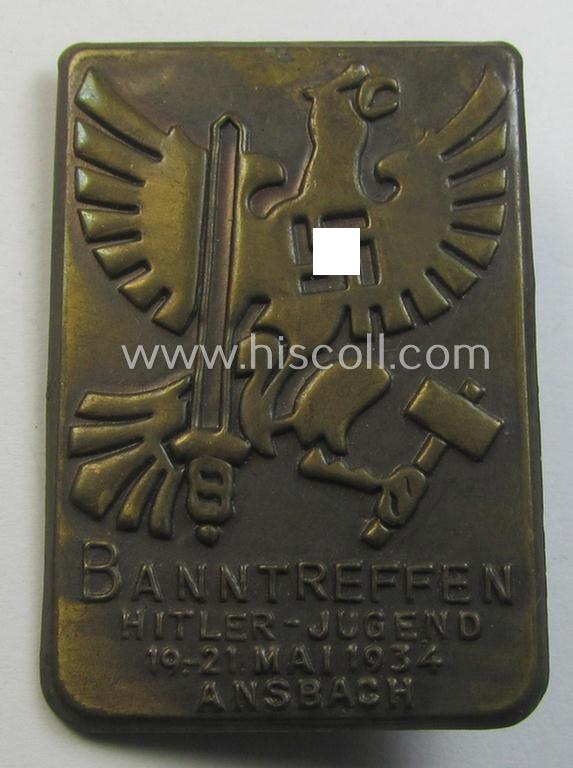 www.hiscoll.com
BANNTREFFEN
HITLER-JUGEND
19.-21. MAI 1934
ANSBACH